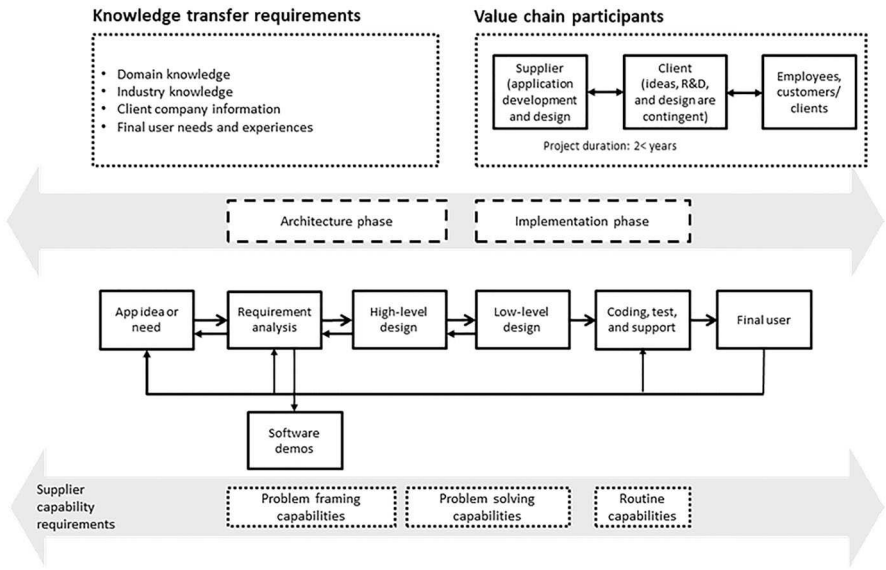 Knowledge transfer requirements
• Domain knowledge
• Industry knowledge
• Client company information
• Final user needs and experiences
Value chain participants
Supplier
(application
development
and design
Client
(ideas, R&D,
and design are
contingent)
Employees,
customers/
clients
Project duration: 2< years
Architecture phase
Implementation phase
App idea or
need
Requirement
analysis
High-level
design
Low-level
design
Coding, test,
and support
Final user
Software
demos
Supplier
capability
requirements
Problem framing
capabilities
Problem solving
capabilities
Routine
capabilities